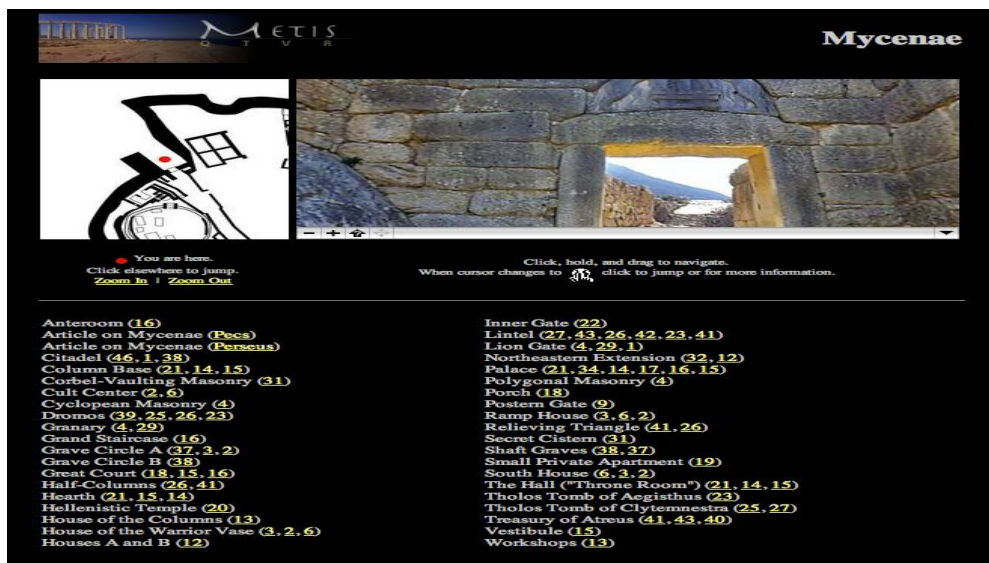 METIS
QTVR
Mycenae
You are here.
Click elsewhere to jump.
Zoom In | Zoom Out
Click, hold, and drag to navigate.
When cursor changes to click to jump or for more information.
Anteroom (16)
Article on Mycenae (Pecs)
Article on Mycenae (Perseus)
Citadel (46, 1, 38)
Column Base (21, 14, 15)
Corbel-Vaulting Masonry (31)
Cult Center (2, 6)
Cyclopean Masonry (4)
Dromos (39, 25, 26, 23)
Granary (4, 29)
Grand Staircase (16)
Grave Circle A (37, 3, 2)
Grave Circle B (38)
Great Court (18, 15, 16)
Half-Columns (26, 41)
Hearth (21, 15, 14)
Hellenistic Temple (20)
House of the Columns (13)
House of the Warrior Vase (3, 2, 6)
Houses A and B (12)
Inner Gate (22)
Lintel (27, 43, 26, 42, 23, 41)
Lion Gate (4, 29, 1)
Northeastern Extension (32, 12)
Palace (21, 34, 14, 17, 16, 15)
Polygonal Masonry (4)
Porch (18)
Postern Gate (9)
Ramp House (3, 6, 2)
Relieving Triangle (41, 26)
Secret Cistern (31)
Shaft Graves (38, 37)
Small Private Apartment (19)
South House (6, 3, 2)
The Hall ("Throne Room") (21, 14, 15)
Tholos Tomb of Aegisthus (23)
Tholos Tomb of Clytemnestra (25, 27)
Treasury of Atreus (41, 43, 40)
Vestibule (15)
Workshops (13)